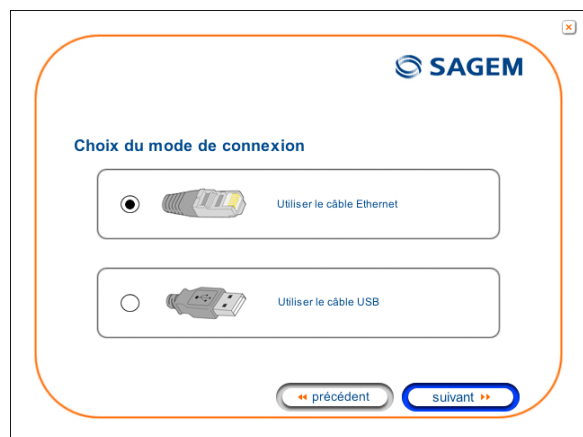 SAGEM
Choix du mode de connexion
Utiliser le câble Ethernet
Utiliser le câble USB
précédent
suivant